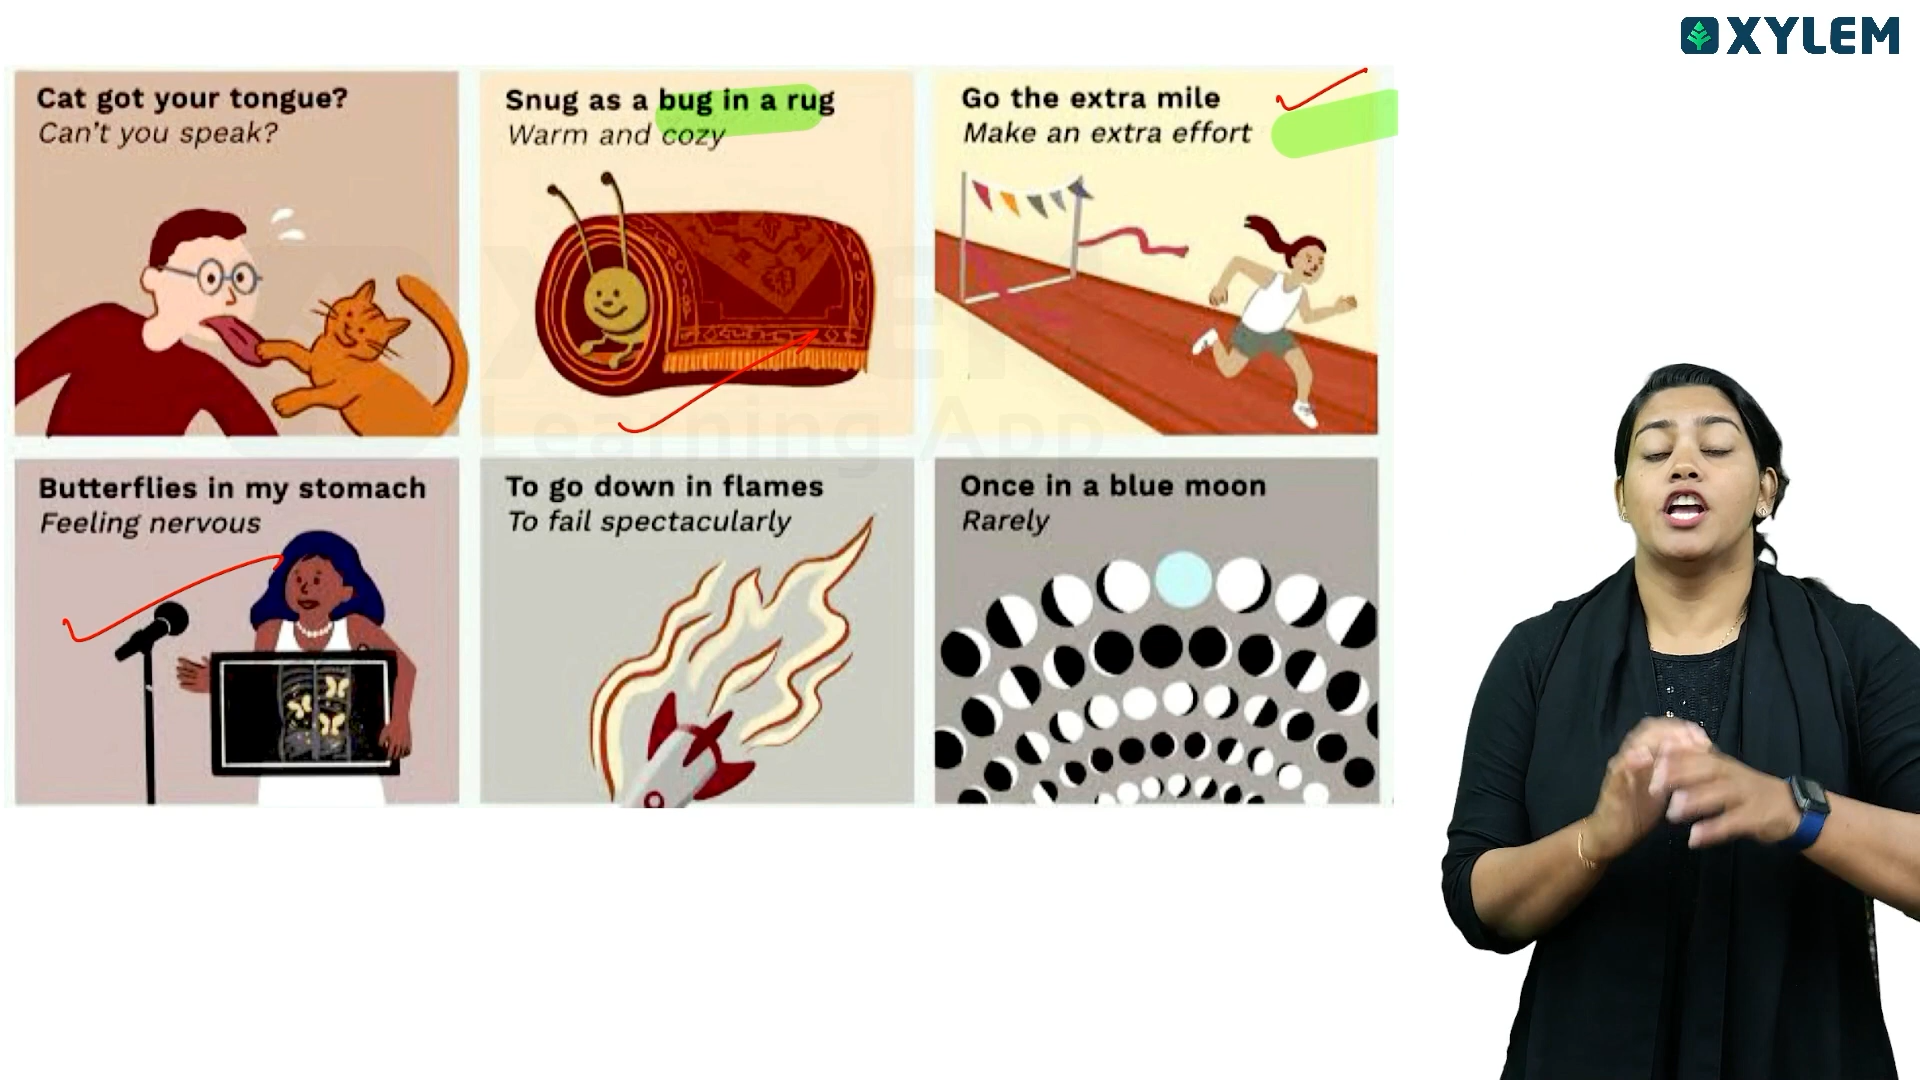 XYLEM
Cat got your tongue?
Can't you speak?
Snug as a bug in a rug
Warm and cozy
Go the extra mile
Make an extra effort
Learning App
Butterflies in my stomach
Feeling nervous
To go down in flames
To fail spectacularly
Once in a blue moon
Rarely